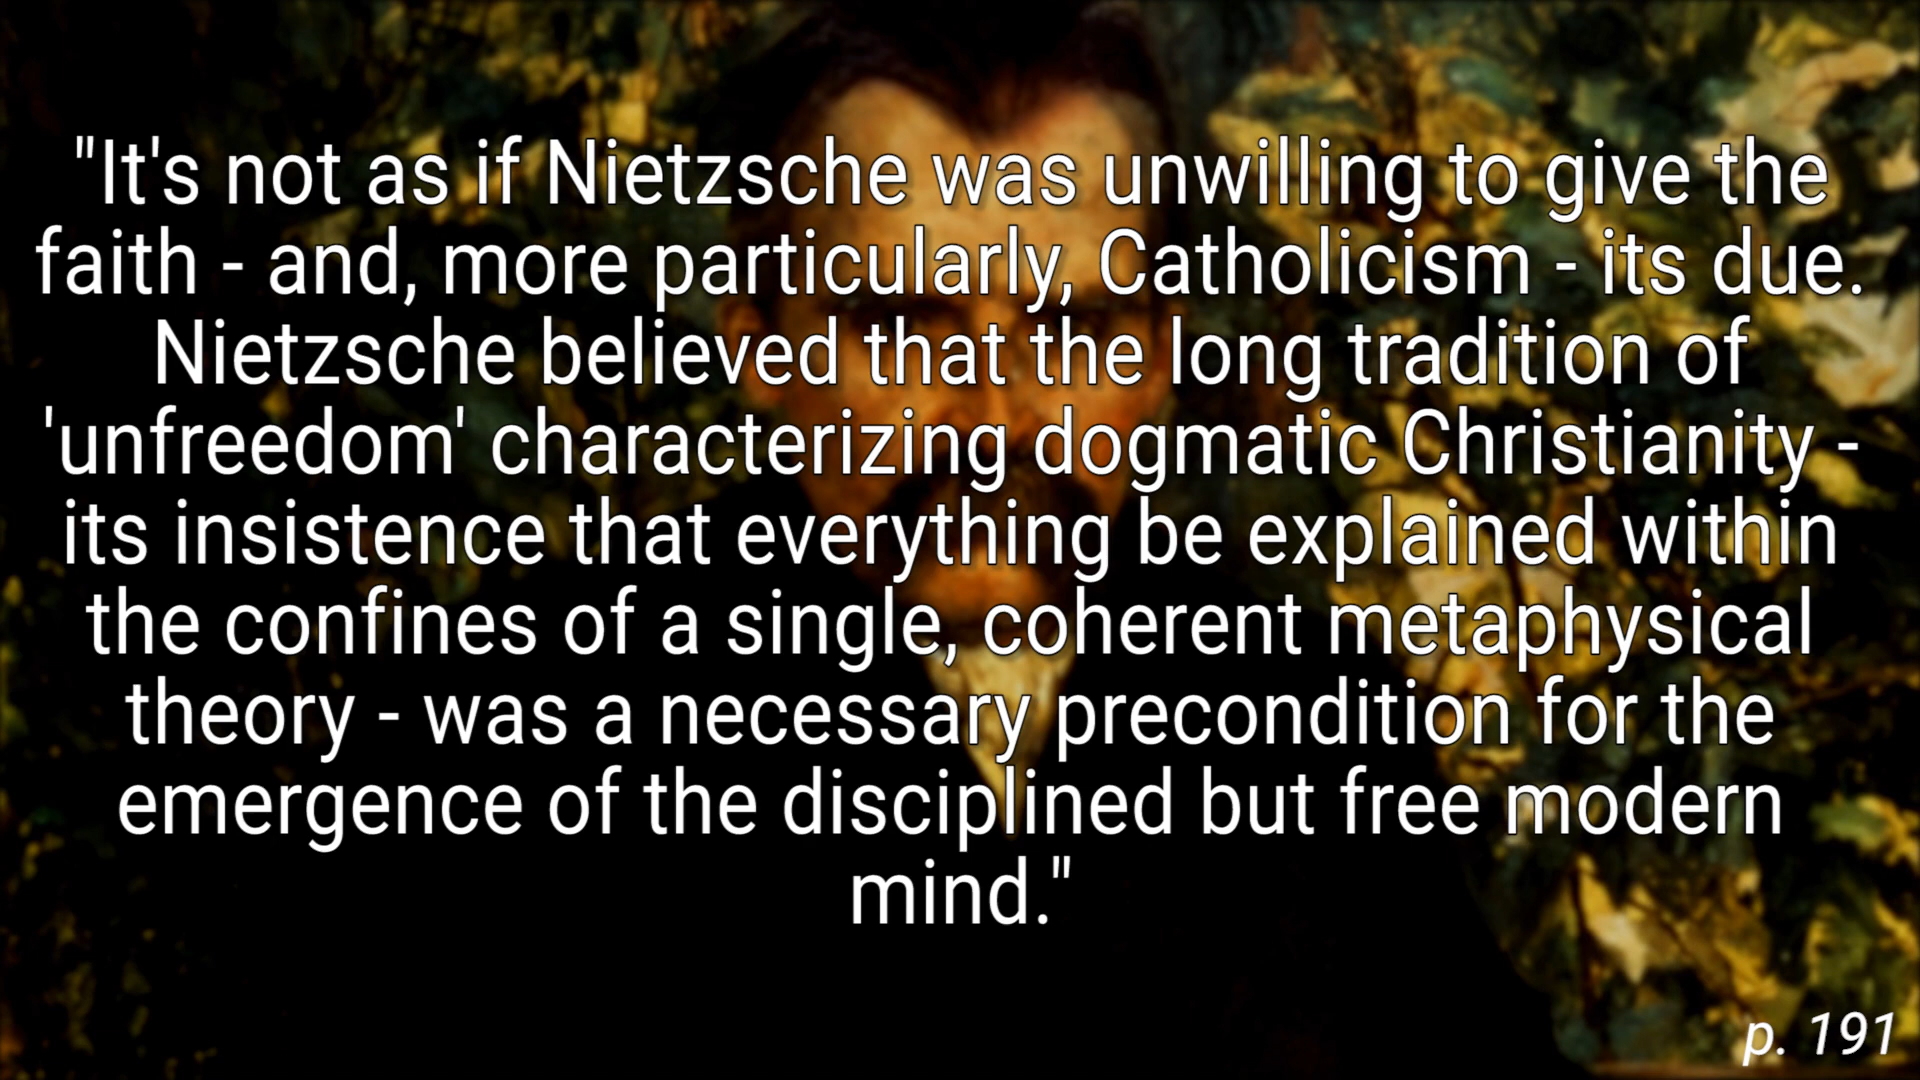 "It's not as if Nietzsche was unwilling to give the
faith - and, more particularly, Catholicism - its due.
Nietzsche believed that the long tradition of
'unfreedom' characterizing dogmatic Christianity -
its insistence that everything be explained within
the confines of a single, coherent metaphysical
theory - was a necessary precondition for the
emergence of the disciplined but free modern
mind."
p. 191